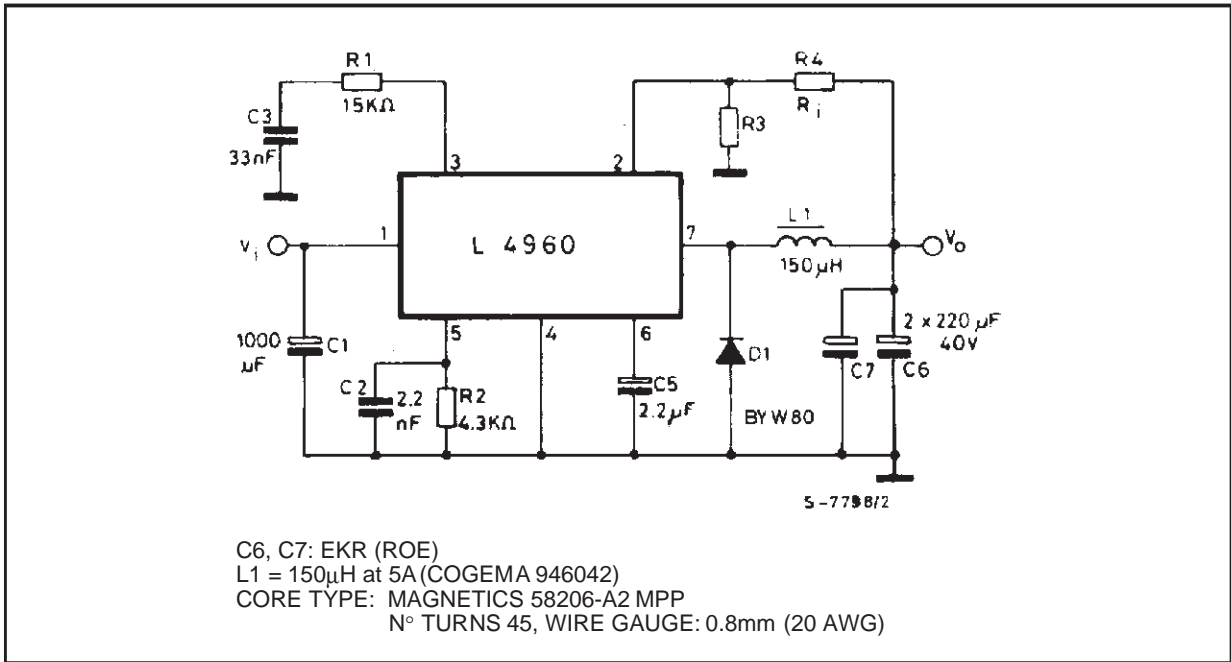 R1
15KΩ
C3
33nF
3
2
R4
Ri
R3
Vi
1
L 4960
7
L1
150µH
Vo
1000
µF
C1
5
4
6
C2
2.2
nF
R2
4.3KΩ
C5
2.2µF
D1
BYW80
C7
C6
2 x 220 µF
40V
S-7798/2
C6, C7: EKR (ROE)
L1 = 150µH at 5A (COGEMA 946042)
CORE TYPE: MAGNETICS 58206-A2 MPP
N° TURNS 45, WIRE GAUGE: 0.8mm (20 AWG)